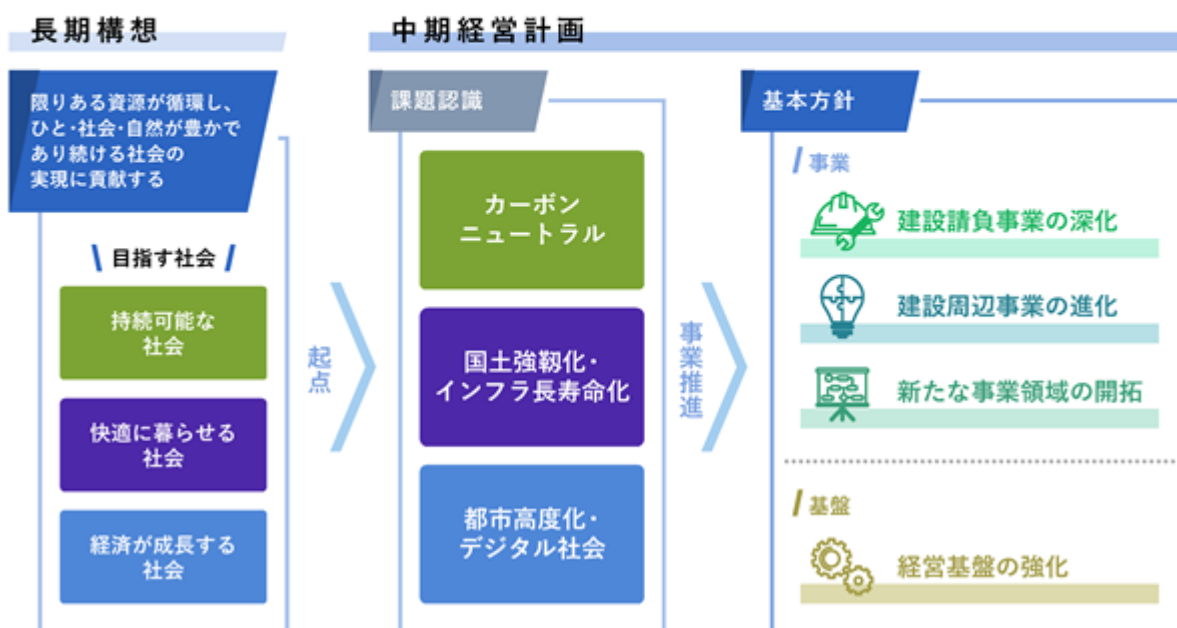 長期構想
限りある資源が循環し、
ひと・社会・自然が豊かで
あり続ける社会の
実現に貢献する
目指す社会
持続可能な
社会
快適に暮らせる
社会
経済が成長する
社会
起点
中期経営計画
課題認識
カーボン
ニュートラル
国土強靱化・
インフラ長寿命化
都市高度化・
デジタル社会
事業推進
基本方針
事業
建設請負事業の深化
建設周辺事業の進化
新たな事業領域の開拓
基盤
経営基盤の強化